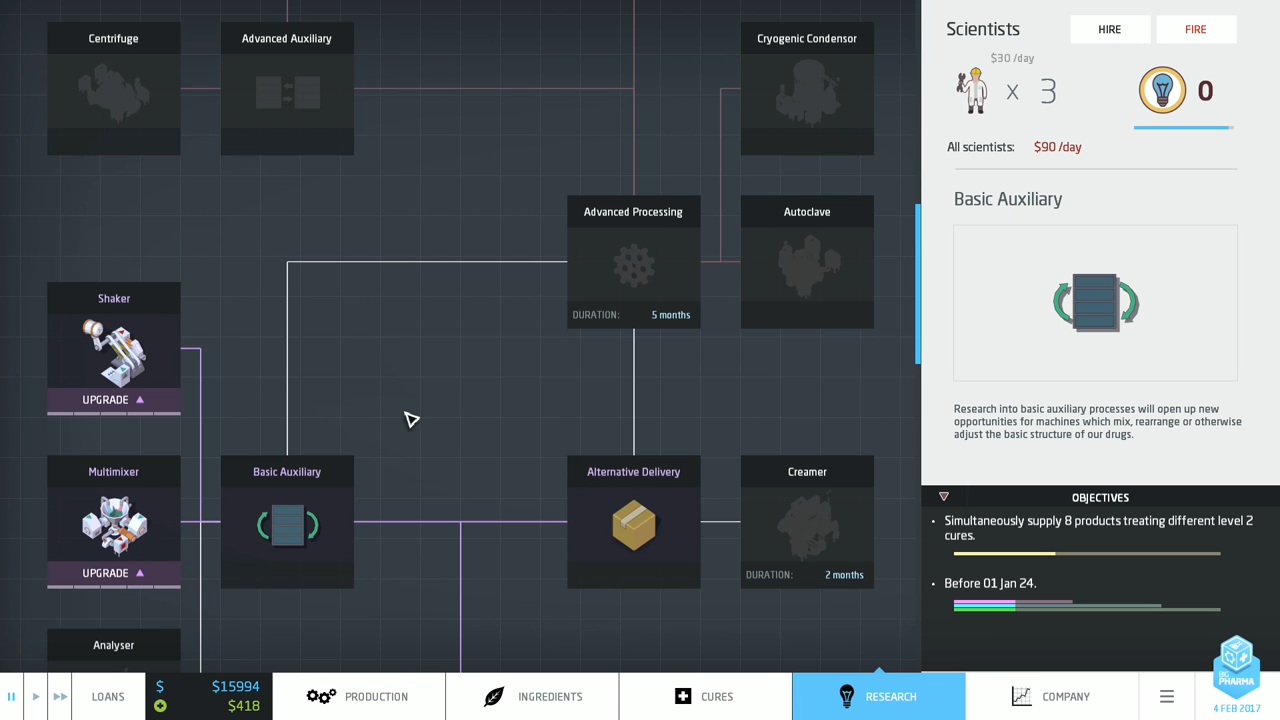 Centrifuge
Advanced Auxiliary
Cryogenic Condensor
Advanced Processing
DURATION: 5 months
Autoclave
Shaker
UPGRADE
Multimixer
UPGRADE
Basic Auxiliary
Alternative Delivery
Creamer
DURATION: 2 months
Analyser
Scientists
HIRE
FIRE
$30 /day
x 3
0
All scientists: $90 /day
Basic Auxiliary
Research into basic auxiliary processes will open up new
opportunities for machines which mix, rearrange or otherwise
adjust the basic structure of our drugs.
OBJECTIVES
• Simultaneously supply 8 products treating different level 2
cures.
• Before 01 Jan 24.
LOANS
$ $15994
$418
PRODUCTION
INGREDIENTS
CURES
RESEARCH
COMPANY
BIG
PHARMA
4 FEB 2017